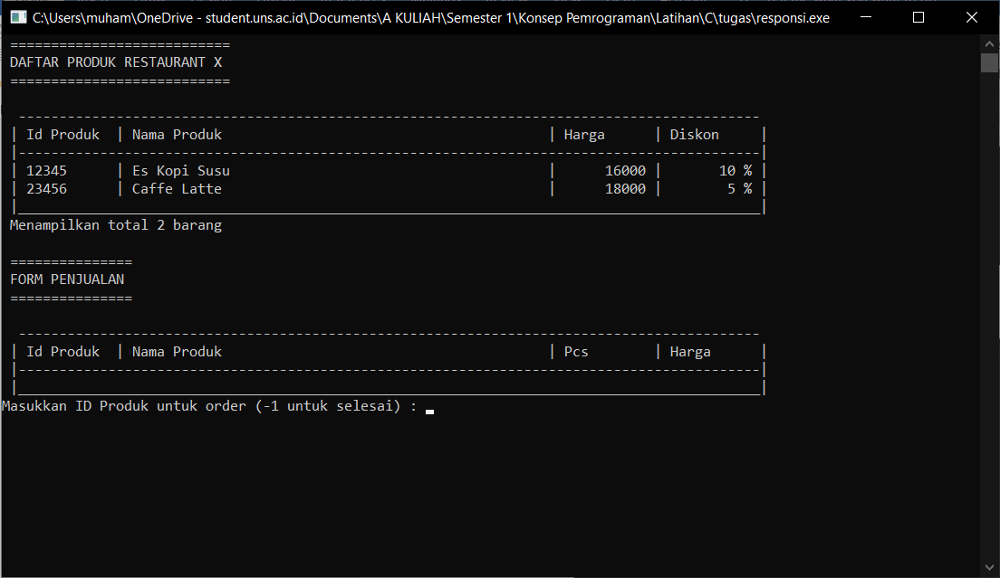 C:\Users\muham\OneDrive - student.uns.ac.id\Documents\A KULIAH\Semester 1\Konsep Pemrograman\Latihan\C\tugas\responsi.exe
===========================
DAFTAR PRODUK RESTAURANT X
===========================
-------------------------------------------------------------------------------------------
| Id Produk | Nama Produk | Harga | Diskon |
|-------------------------------------------------------------------------------------------|
| 12345 | Es Kopi Susu | 16000 | 10 % |
| 23456 | Caffe Latte | 18000 | 5 % |
|___________________________________________________________________________________________|
Menampilkan total 2 barang
===============
FORM PENJUALAN
===============
-------------------------------------------------------------------------------------------
| Id Produk | Nama Produk | Pcs | Harga |
|-------------------------------------------------------------------------------------------|
|___________________________________________________________________________________________|
Masukkan ID Produk untuk order (-1 untuk selesai) :